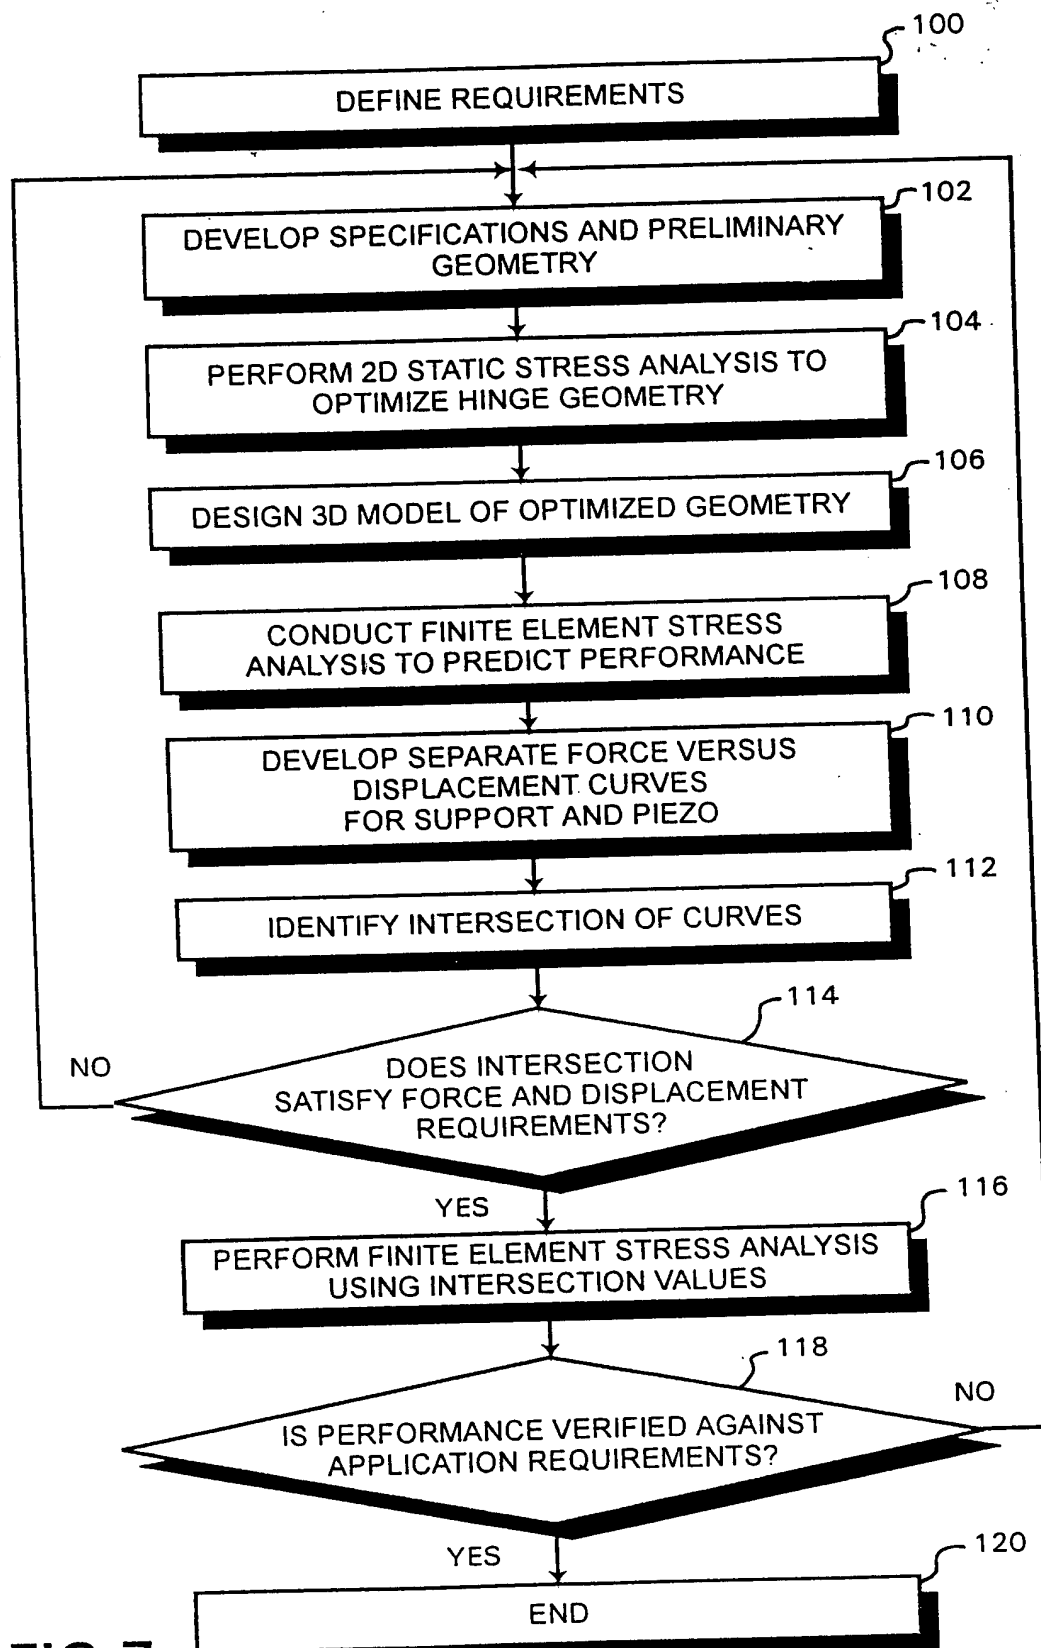 100
DEFINE REQUIREMENTS
102
DEVELOP SPECIFICATIONS AND PRELIMINARY
GEOMETRY
104
PERFORM 2D STATIC STRESS ANALYSIS TO
OPTIMIZE HINGE GEOMETRY
106
DESIGN 3D MODEL OF OPTIMIZED GEOMETRY
108
CONDUCT FINITE ELEMENT STRESS
ANALYSIS TO PREDICT PERFORMANCE
110
DEVELOP SEPARATE FORCE VERSUS
DISPLACEMENT CURVES
FOR SUPPORT AND PIEZO
112
IDENTIFY INTERSECTION OF CURVES
114
NO
DOES INTERSECTION
SATISFY FORCE AND DISPLACEMENT
REQUIREMENTS?
YES
116
PERFORM FINITE ELEMENT STRESS ANALYSIS
USING INTERSECTION VALUES
118
NO
IS PERFORMANCE VERIFIED AGAINST
APPLICATION REQUIREMENTS?
YES
120
END